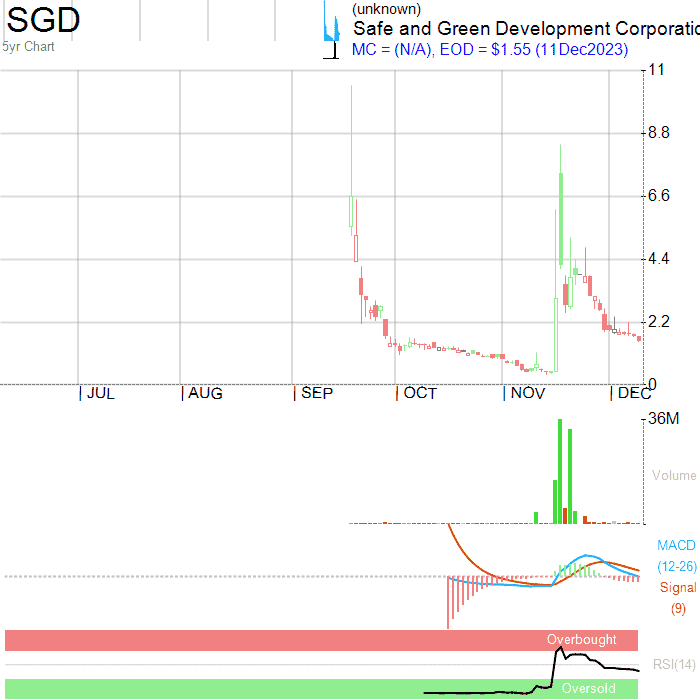 SGD
5yr Chart
(unknown)
Safe and Green Development Corporatio
MC = (N/A), EOD = $1.55 (11Dec2023)
11
8.8
6.6
4.4
2.2
0
JUL AUG SEP OCT NOV DEC
36M
Volume
MACD
(12-26)
Signal
(9)
Overbought
RSI(14)
Oversold